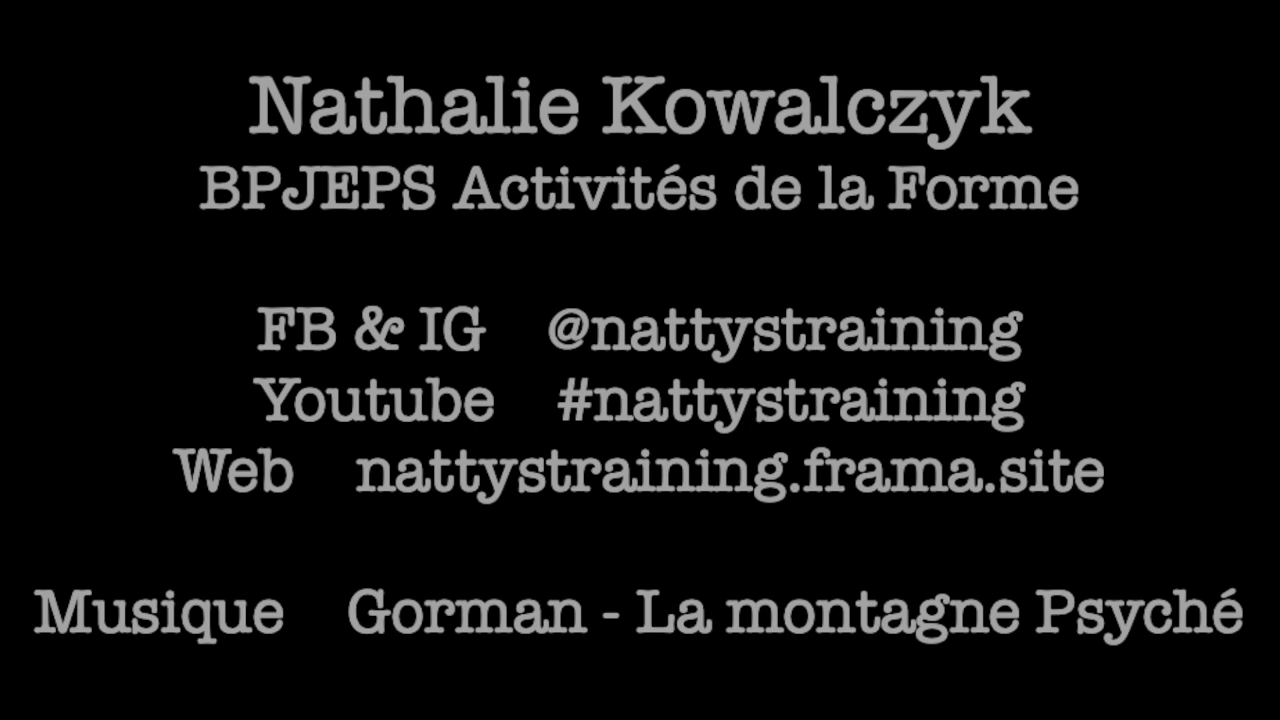 Nathalie Kowalczyk
BPJEPS Activités de la Forme
FB & IG @nattystraining
Youtube #nattystraining
Web nattystraining.frama.site
Musique Gorman - La montagne Psyché